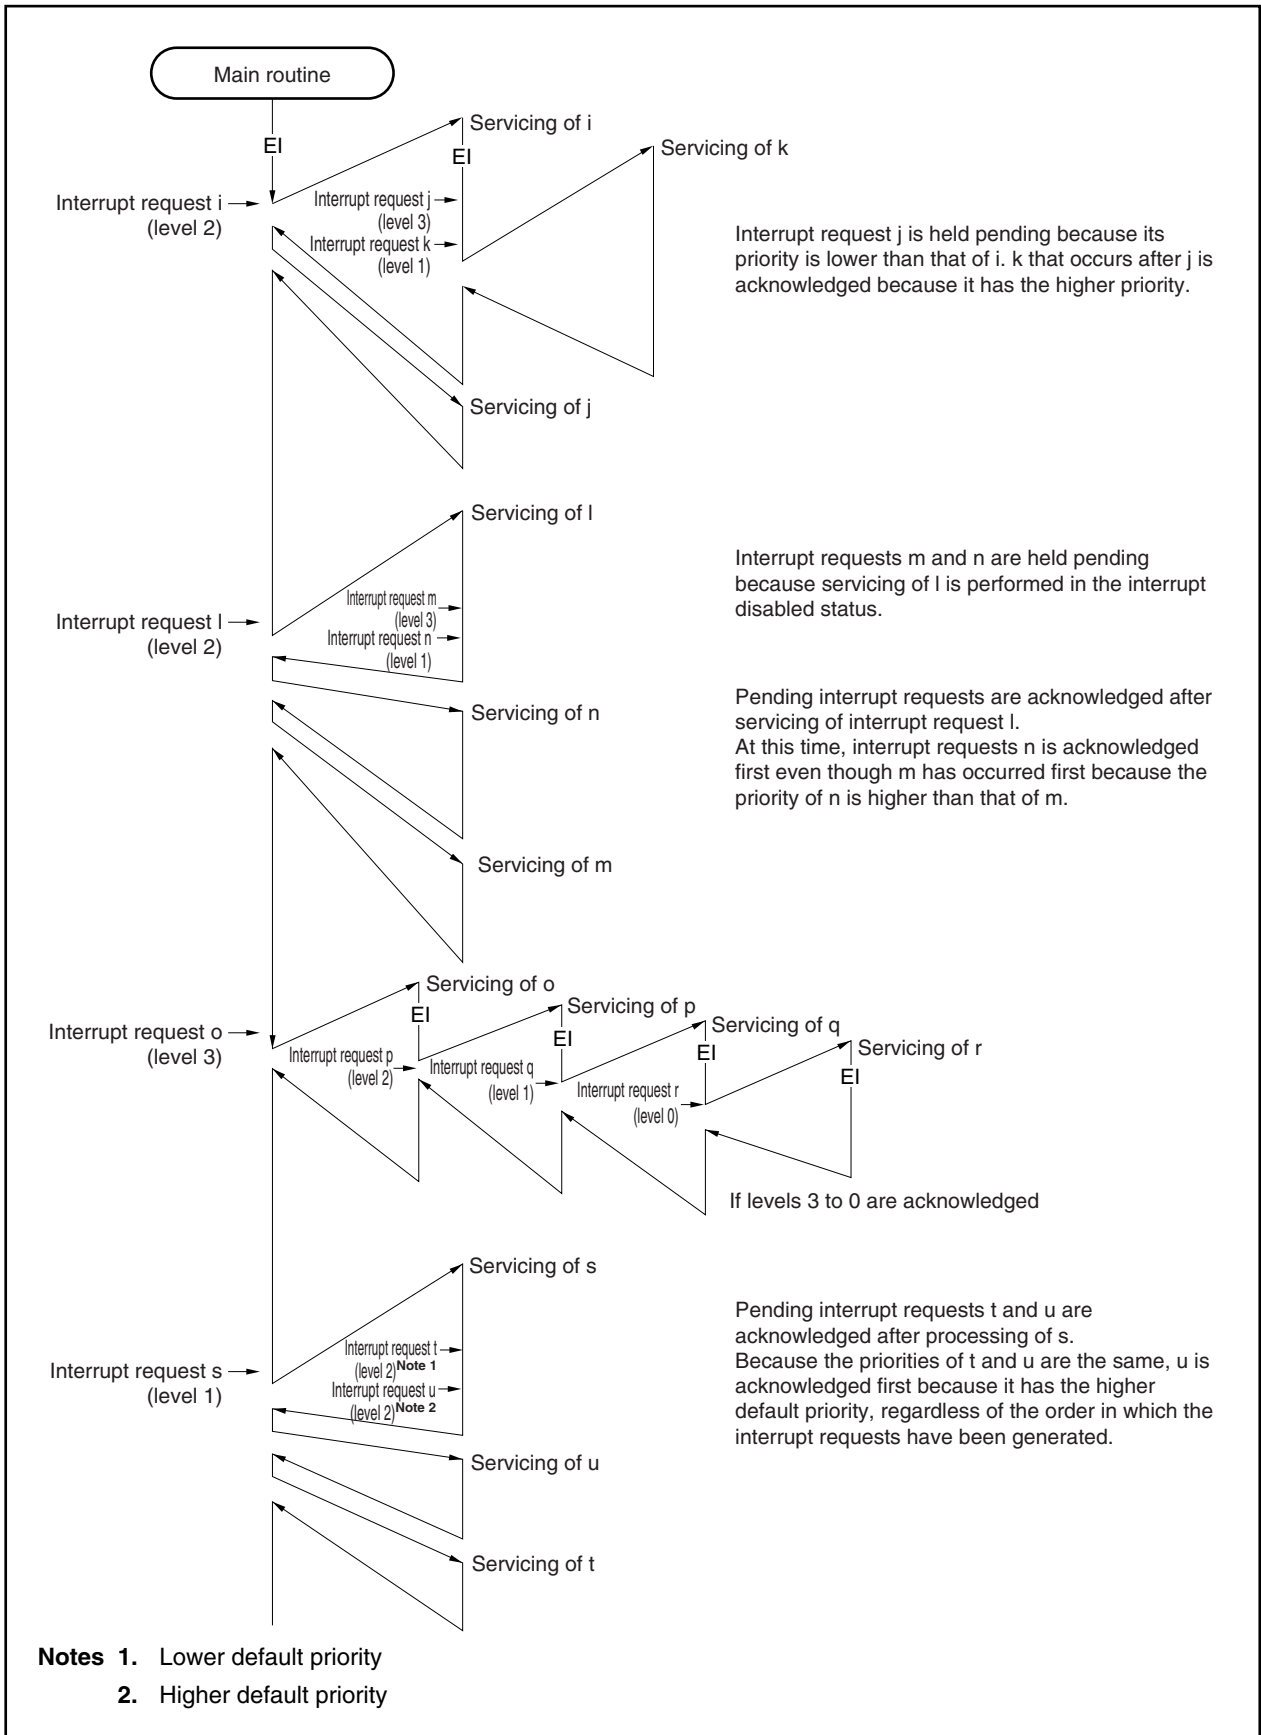 Main routine
EI
Servicing of i
EI
Servicing of k
Interrupt request i
(level 2)
Interrupt request j
(level 3)
Interrupt request k
(level 1)
Interrupt request j is held pending because its
priority is lower than that of i. k that occurs after j is
acknowledged because it has the higher priority.
Servicing of j
Servicing of l
Interrupt request l
(level 2)
Interrupt request m
(level 3)
Interrupt request n
(level 1)
Interrupt requests m and n are held pending
because servicing of l is performed in the interrupt
disabled status.
Servicing of n
Pending interrupt requests are acknowledged after
servicing of interrupt request l.
At this time, interrupt requests n is acknowledged
first even though m has occurred first because the
priority of n is higher than that of m.
Servicing of m
Servicing of o
Servicing of p
Servicing of q
Servicing of r
EI
EI
EI
EI
Interrupt request o
(level 3)
Interrupt request p
(level 2)
Interrupt request q
(level 1)
Interrupt request r
(level 0)
If levels 3 to 0 are acknowledged
Servicing of s
Interrupt request s
(level 1)
Interrupt request t
(level 2)Note 1
Interrupt request u
(level 2)Note 2
Pending interrupt requests t and u are
acknowledged after processing of s.
Because the priorities of t and u are the same, u is
acknowledged first because it has the higher
default priority, regardless of the order in which the
interrupt requests have been generated.
Servicing of u
Servicing of t
Notes 1. Lower default priority
2. Higher default priority